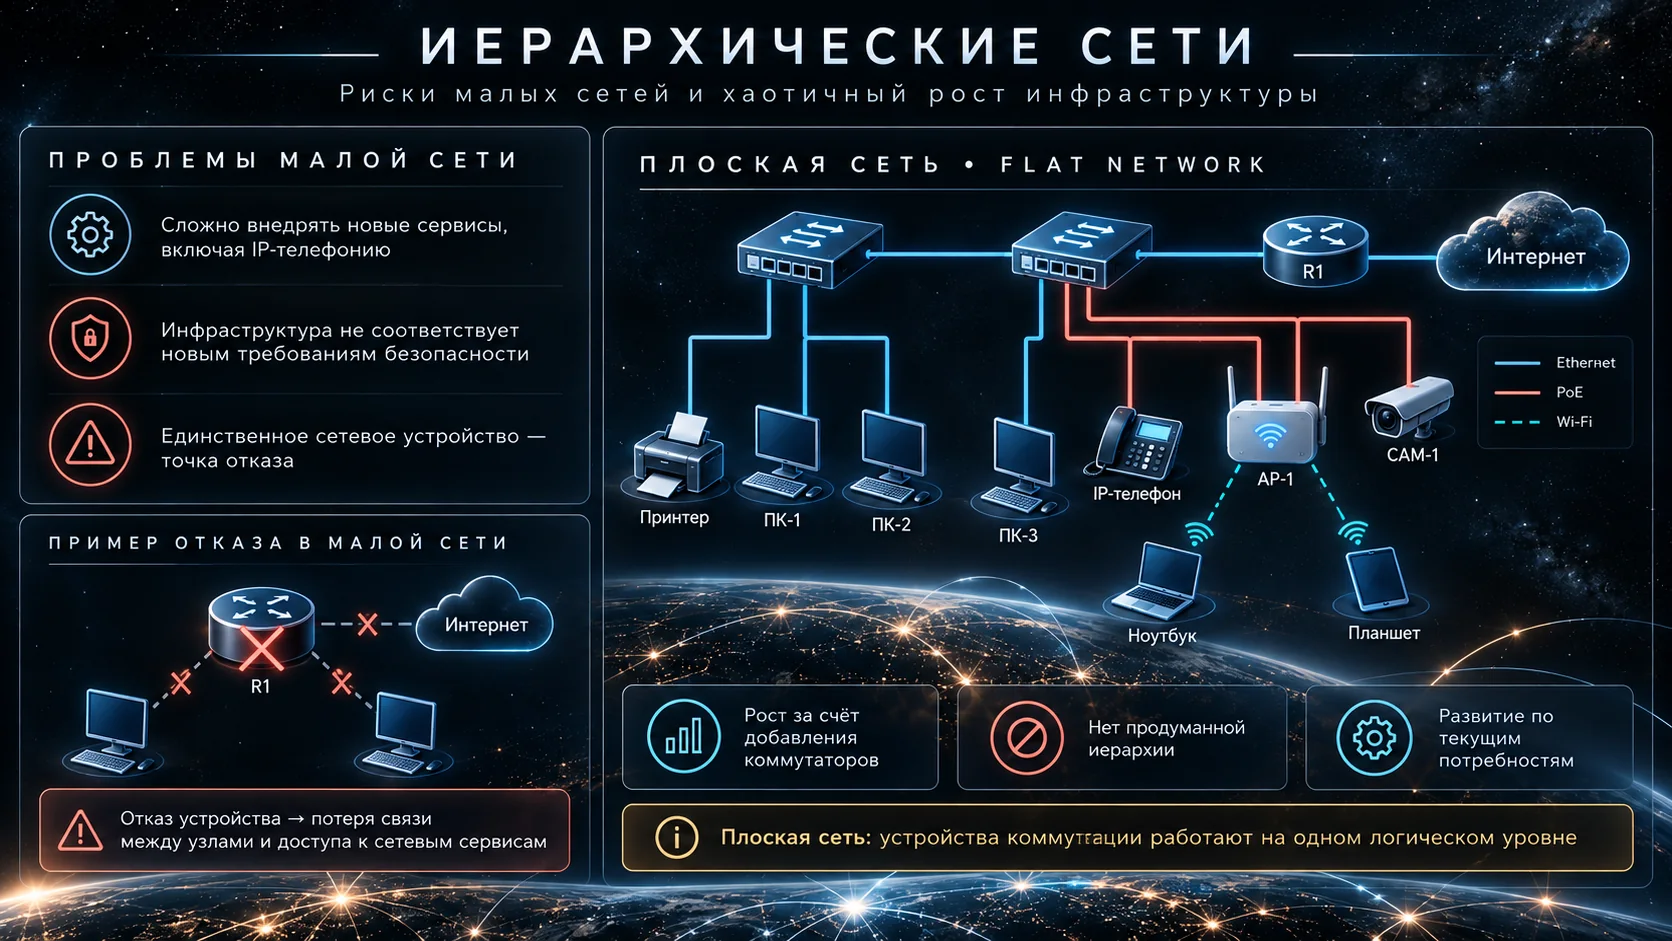 ИЕРАРХИЧЕСКИЕ СЕТИ
Риски малых сетей и хаотичный рост инфраструктуры
ПРОБЛЕМЫ МАЛОЙ СЕТИ
Сложно внедрять новые сервисы,
включая IP-телефонию
Инфраструктура не соответствует
новым требованиям безопасности
Единственное сетевое устройство —
точка отказа
ПРИМЕР ОТКАЗА В МАЛОЙ СЕТИ
R1
Интернет
Отказ устройства → потеря связи
между узлами и доступа к сетевым сервисам
ПЛОСКАЯ СЕТЬ • FLAT NETWORK
R1
Интернет
Ethernet
PoE
Wi-Fi
Принтер
ПК-1
ПК-2
ПК-3
IP-телефон
AP-1
CAM-1
Ноутбук
Планшет
Рост за счёт
добавления
коммутаторов
Нет продуманной
иерархии
Развитие по
текущим
потребностям
Плоская сеть: устройства коммутации работают на одном логическом уровне